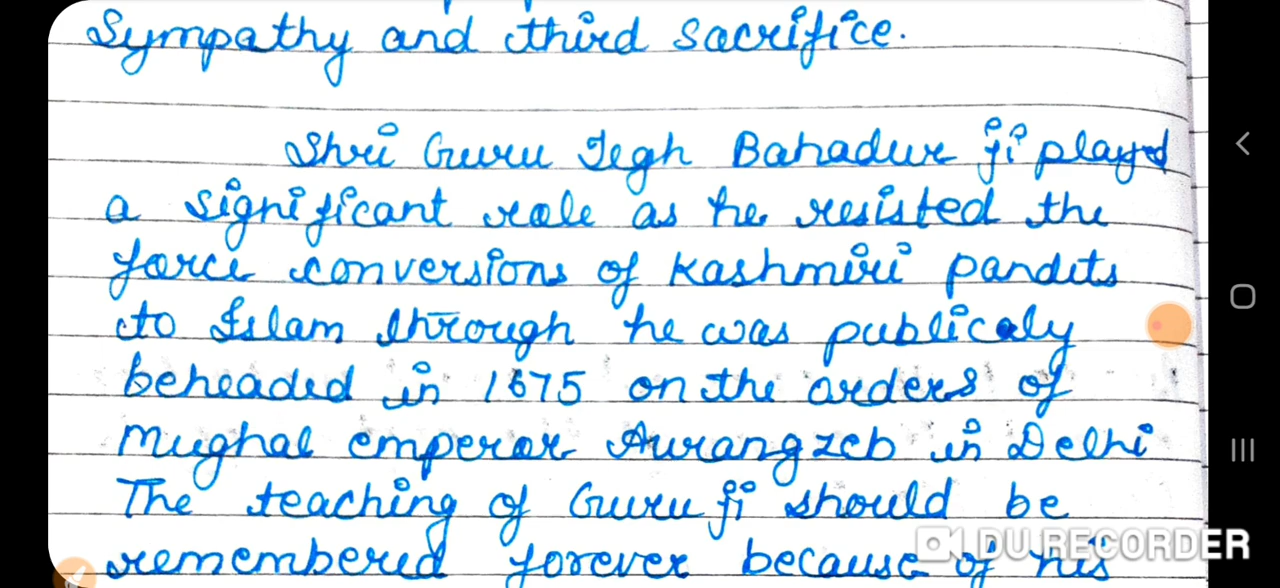 Sympathy and third sacrifice.
Shri Guru Tegh Bahadur ji played
a significant role as he resisted the
force conversions of Kashmiri pandits
to Islam through he was publicaly
beheaded in 1675 on the orders of
Mughal emperor Aurangzeb in Delhi
The teaching of Guru ji should be
remembered forever because of his
DU RECORDER